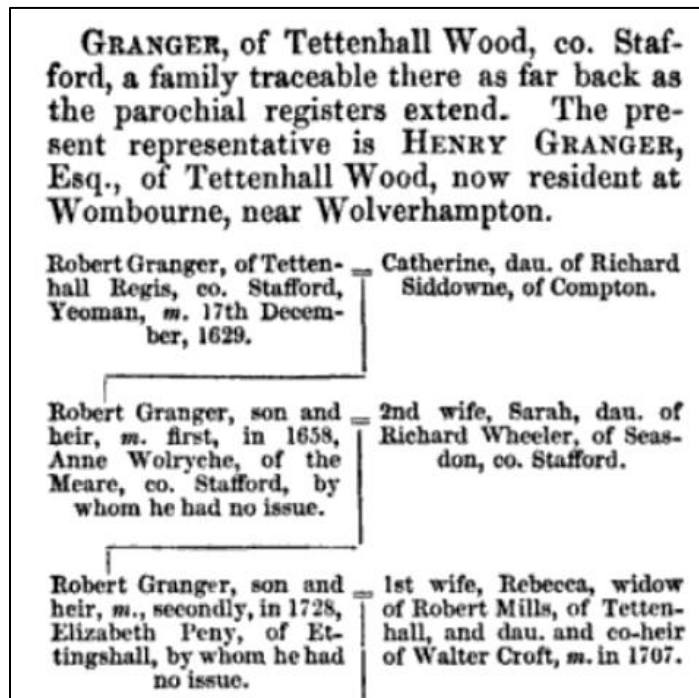 GRANGER, of Tettenhall Wood, co. Staf-
ford, a family traceable there as far back as
the parochial registers extend. The pre-
sent representative is HENRY GRANGER,
Esq., of Tettenhall Wood, now resident at
Wombourne, near Wolverhampton.
Robert Granger, of Tetten-
hall Regis, co. Stafford,
Yeoman, m. 17th Decem-
ber, 1629.
Catherine, dau. of Richard
Siddowne, of Compton.
Robert Granger, son and
heir, m. first, in 1658,
Anne Wolryche, of the
Meare, co. Stafford, by
whom he had no issue.
2nd wife, Sarah, dau. of
Richard Wheeler, of Seas-
don, co. Stafford.
Robert Granger, son and
heir, m., secondly, in 1728,
Elizabeth Peny, of Et-
tingshall, by whom he had
no issue.
1st wife, Rebecca, widow
of Robert Mills, of Tetten-
hall, and dau. and co-heir
of Walter Croft, m. in 1707.